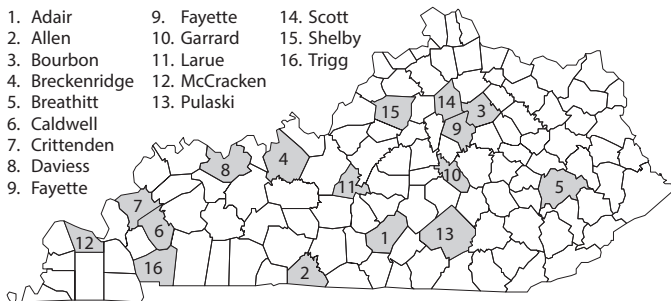 1. Adair
2. Allen
3. Bourbon
4. Breckenridge
5. Breathitt
6. Caldwell
7. Crittenden
8. Daviess
9. Fayette
9. Fayette
10. Garrard
11. Larue
12. McCracken
13. Pulaski
14. Scott
15. Shelby
16. Trigg
15
14
3
9
8
4
11
10
5
7
6
12
1
13
16
2